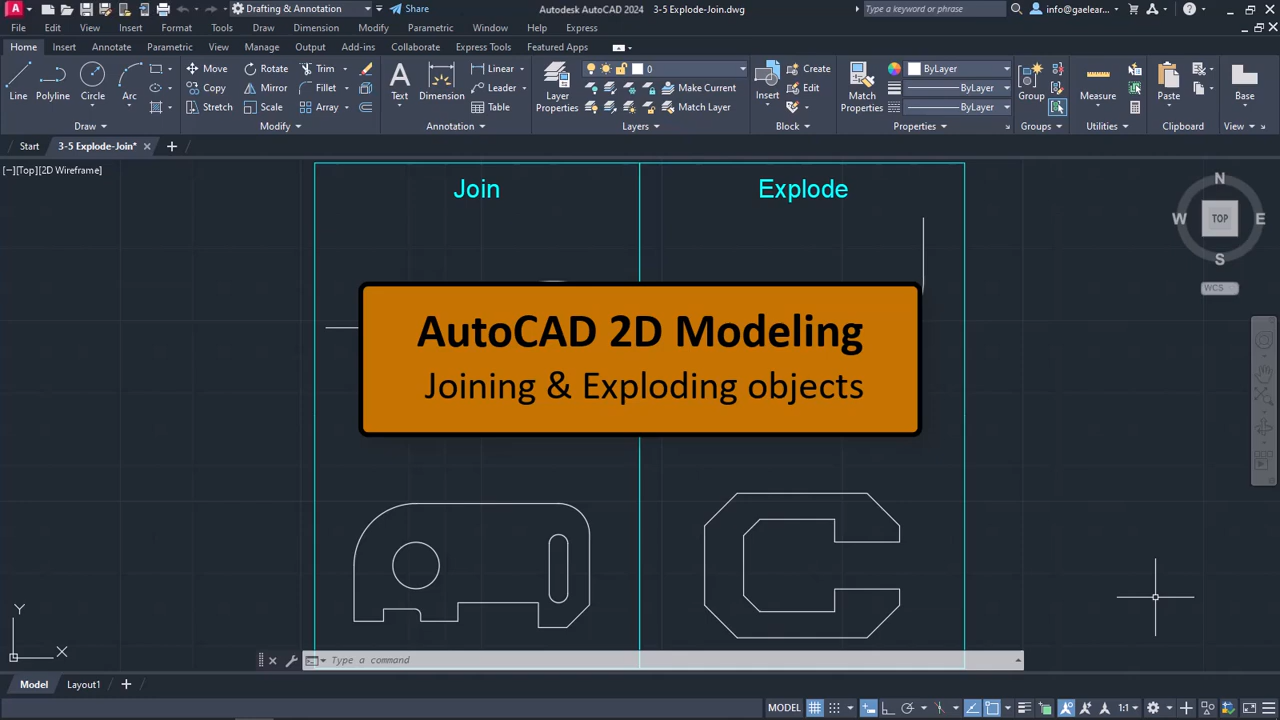 A Drafting & Annotation Share Autodesk AutoCAD 2024 3-5 Explode-Join.dwg Type a keyword or phrase info@gaelear...
File Edit View Insert Format Tools Draw Dimension Modify Parametric Window Help Express
Home Insert Annotate Parametric View Manage Output Add-ins Collaborate Express Tools Featured Apps
Line Polyline Circle Arc
Move Rotate Trim
Copy Mirror Fillet
Stretch Scale Array
Text Dimension
Linear
Leader
Table
Layer Properties
0
Make Current
Match Layer
Insert
Create
Edit
Match Properties
ByLayer
ByLayer
ByLayer
Group
Measure
Paste
Base
Draw Modify Annotation Layers Block Properties Groups Utilities Clipboard View
Start 3-5 Explode-Join*
[−][Top][2D Wireframe]
Join Explode
N
W TOP E
S
WCS
AutoCAD 2D Modeling
Joining & Exploding objects
Y
X
Type a command
Model Layout1
MODEL 1:1